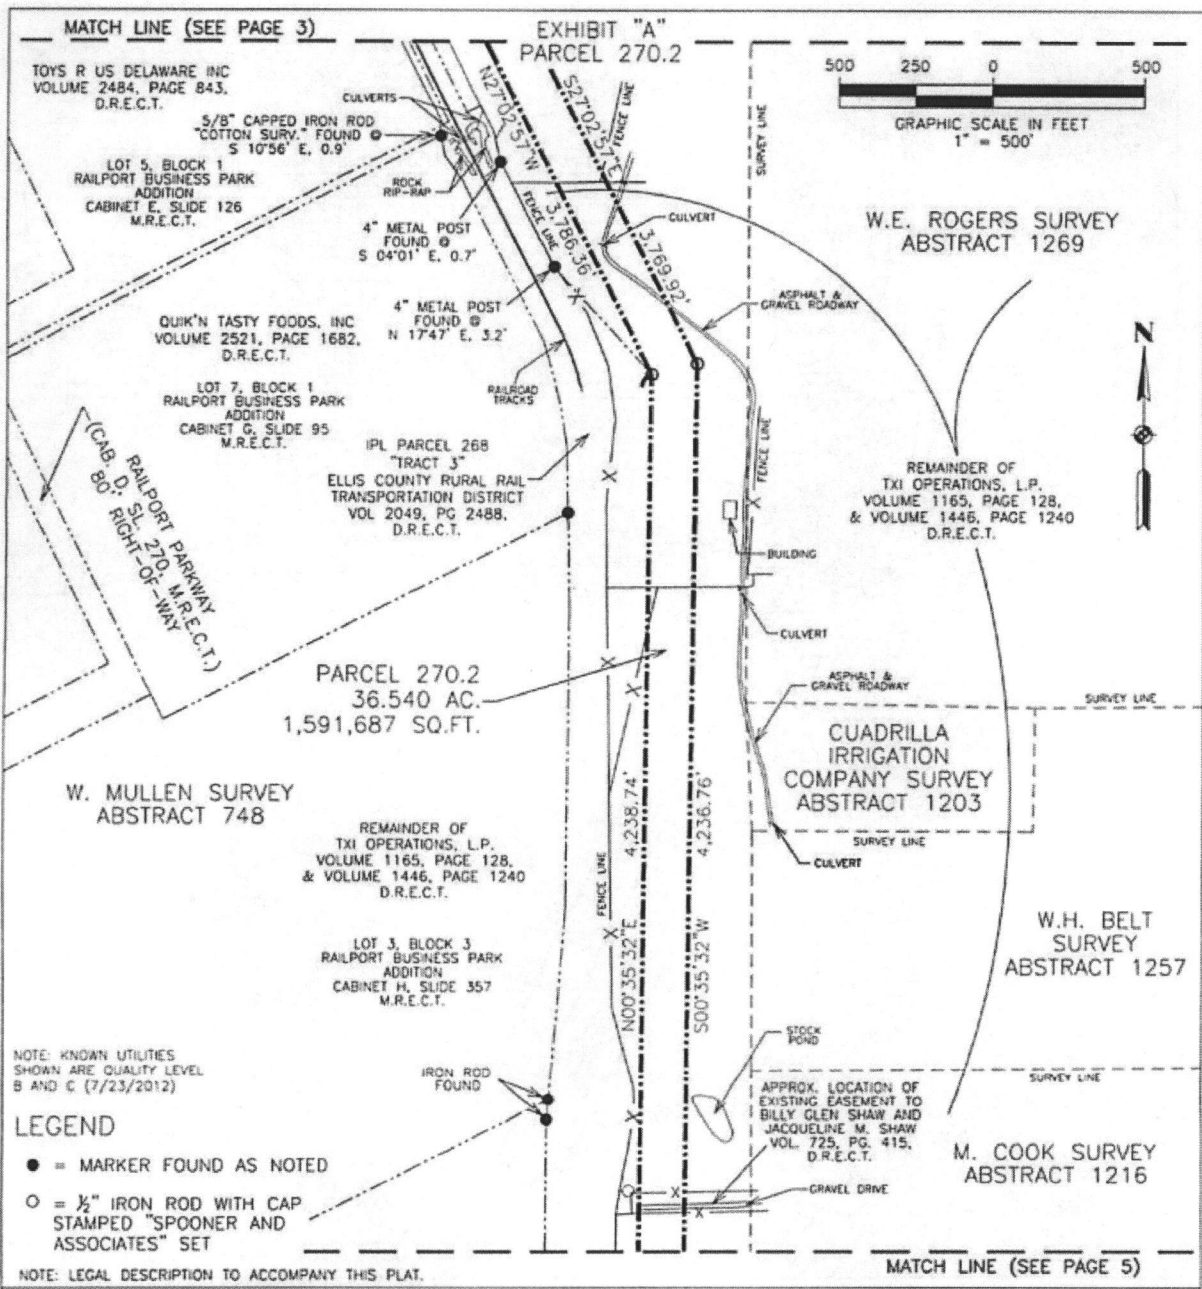 MATCH LINE (SEE PAGE 3)
EXHIBIT "A"
PARCEL 270.2
TOYS R US DELAWARE INC
VOLUME 2484, PAGE 843,
D.R.E.C.T.
CULVERTS
5/8" CAPPED IRON ROD
"COTTON SURV." FOUND @
S 10°56' E, 0.9'
LOT 5, BLOCK 1
RAILPORT BUSINESS PARK
ADDITION
CABINET E, SLIDE 126
M.R.E.C.T.
ROCK
RIP-RAP
4" METAL POST
FOUND @
S 04°01' E, 0.7'
4" METAL POST
FOUND @
N 17°47' E, 3.2'
N27°02'57"W
3,786.36'
S27°02'57"E
3,769.92'
FENCE LINE
FENCE LINE
SURVEY LINE
CULVERT
500 250 0 500
GRAPHIC SCALE IN FEET
1" = 500'
W.E. ROGERS SURVEY
ABSTRACT 1269
ASPHALT &
GRAVEL ROADWAY
N
QUIK'N TASTY FOODS, INC
VOLUME 2521, PAGE 1682,
D.R.E.C.T.
LOT 7, BLOCK 1
RAILPORT BUSINESS PARK
ADDITION
CABINET G, SLIDE 95
M.R.E.C.T.
RAILROAD
TRACKS
RAILPORT PARKWAY
(CAB. D, SL. 270, M.R.E.C.T.)
80' RIGHT-OF-WAY
IPL PARCEL 268
"TRACT 3"
ELLIS COUNTY RURAL RAIL
TRANSPORTATION DISTRICT
VOL 2049, PG 2488,
D.R.E.C.T.
FENCE LINE
X
X
X
REMAINDER OF
TXI OPERATIONS, L.P.
VOLUME 1165, PAGE 128,
& VOLUME 1446, PAGE 1240
D.R.E.C.T.
BUILDING
CULVERT
PARCEL 270.2
36.540 AC.
1,591,687 SQ.FT.
X
X
ASPHALT &
GRAVEL ROADWAY
SURVEY LINE
CUADRILLA
IRRIGATION
COMPANY SURVEY
ABSTRACT 1203
SURVEY LINE
CULVERT
W. MULLEN SURVEY
ABSTRACT 748
REMAINDER OF
TXI OPERATIONS, L.P.
VOLUME 1165, PAGE 128,
& VOLUME 1446, PAGE 1240
D.R.E.C.T.
LOT 3, BLOCK 3
RAILPORT BUSINESS PARK
ADDITION
CABINET H, SLIDE 357
M.R.E.C.T.
FENCE LINE
X
N00°35'32"E 4,238.74'
S00°35'32"W 4,236.76'
W.H. BELT
SURVEY
ABSTRACT 1257
STOCK
POND
SURVEY LINE
NOTE: KNOWN UTILITIES
SHOWN ARE QUALITY LEVEL
B AND C (7/23/2012)
IRON ROD
FOUND
X
APPROX. LOCATION OF
EXISTING EASEMENT TO
BILLY GLEN SHAW AND
JACQUELINE M. SHAW
VOL. 725, PG. 415,
D.R.E.C.T.
M. COOK SURVEY
ABSTRACT 1216
GRAVEL DRIVE
X
X
LEGEND
● = MARKER FOUND AS NOTED
○ = ½" IRON ROD WITH CAP
STAMPED "SPOONER AND
ASSOCIATES" SET
NOTE: LEGAL DESCRIPTION TO ACCOMPANY THIS PLAT.
MATCH LINE (SEE PAGE 5)